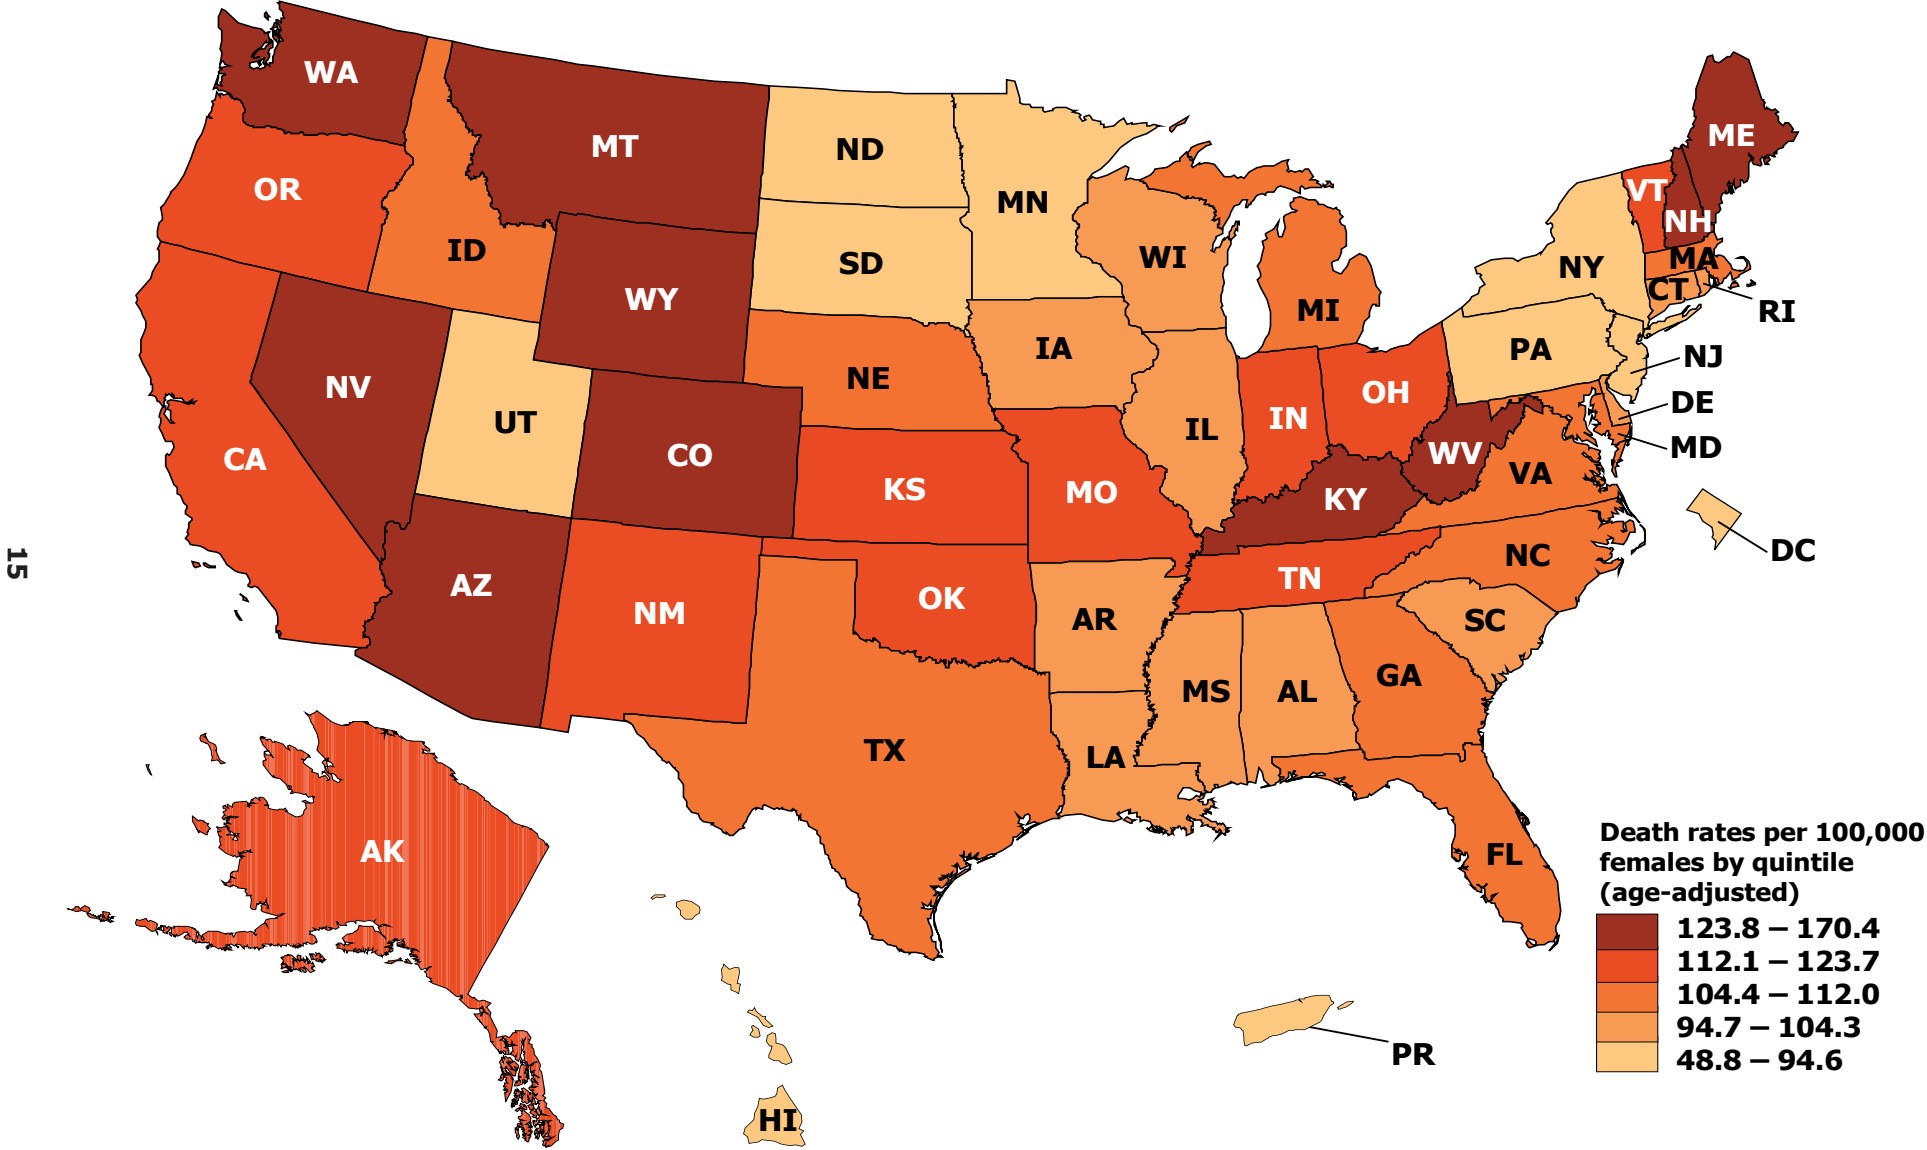 WA
MT
ME
ND
OR
VT
MN
NH
ID
WI
SD
NY
MA
CT
WY
RI
MI
IA
PA
NJ
NV
NE
OH
DE
UT
IN
IL
MD
CO
WV
CA
VA
KS
MO
KY
DC
NC
15
AZ
TN
OK
NM
AR
SC
GA
MS
AL
TX
LA
Death rates per 100,000
AK
FL
females by quintile
(age-adjusted)
123.8 – 170.4
112.1 – 123.7
104.4 – 112.0
94.7 – 104.3
PR
48.8 – 94.6
HI